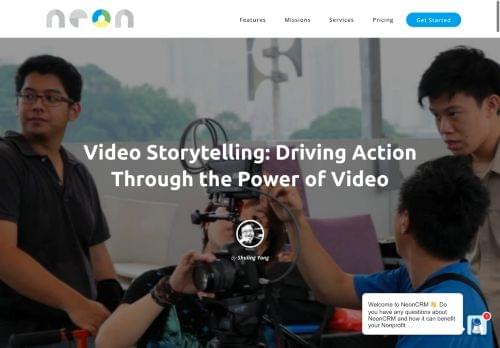 neon
Features
Missions
Services
Pricing
Get Started
Video Storytelling: Driving Action
Through the Power of Video
By Shuling Yong
Welcome to NeonCRM 👋 Do
you have any questions about
NeonCRM and how it can benefit
your Nonprofit ...
1